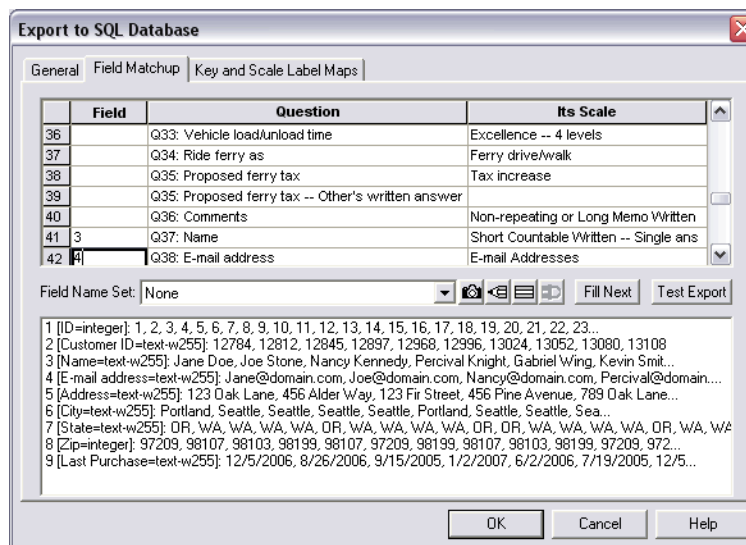 Export to SQL Database
General Field Matchup Key and Scale Label Maps
Field Question Its Scale
36 Q33: Vehicle load/unload time Excellence -- 4 levels
37 Q34: Ride ferry as Ferry drive/walk
38 Q35: Proposed ferry tax Tax increase
39 Q35: Proposed ferry tax -- Other's written answer
40 Q36: Comments Non-repeating or Long Memo Written
41 3 Q37: Name Short Countable Written -- Single ans
42 4 Q38: E-mail address E-mail Addresses
Field Name Set: None Fill Next Test Export
1 [ID=integer]: 1, 2, 3, 4, 5, 6, 7, 8, 9, 10, 11, 12, 13, 14, 15, 16, 17, 18, 19, 20, 21, 22, 23...
2 [Customer ID=text-w255]: 12784, 12812, 12845, 12897, 12968, 12996, 13024, 13052, 13080, 13108
3 [Name=text-w255]: Jane Doe, Joe Stone, Nancy Kennedy, Percival Knight, Gabriel Wing, Kevin Smit...
4 [E-mail address=text-w255]: Jane@domain.com, Joe@domain.com, Nancy@domain.com, Percival@domain....
5 [Address=text-w255]: 123 Oak Lane, 456 Alder Way, 123 Fir Street, 456 Pine Avenue, 789 Oak Lane...
6 [City=text-w255]: Portland, Seattle, Seattle, Seattle, Seattle, Portland, Seattle, Seattle, Sea...
7 [State=text-w255]: OR, WA, WA, WA, WA, OR, WA, WA, WA, WA, OR, OR, WA, WA, WA, WA, OR, WA, WA
8 [Zip=integer]: 97209, 98107, 98103, 98199, 98107, 97209, 98199, 98107, 98103, 98199, 97209, 972...
9 [Last Purchase=text-w255]: 12/5/2006, 8/26/2006, 9/15/2005, 1/2/2007, 6/2/2006, 7/19/2005, 12/5...
OK Cancel Help